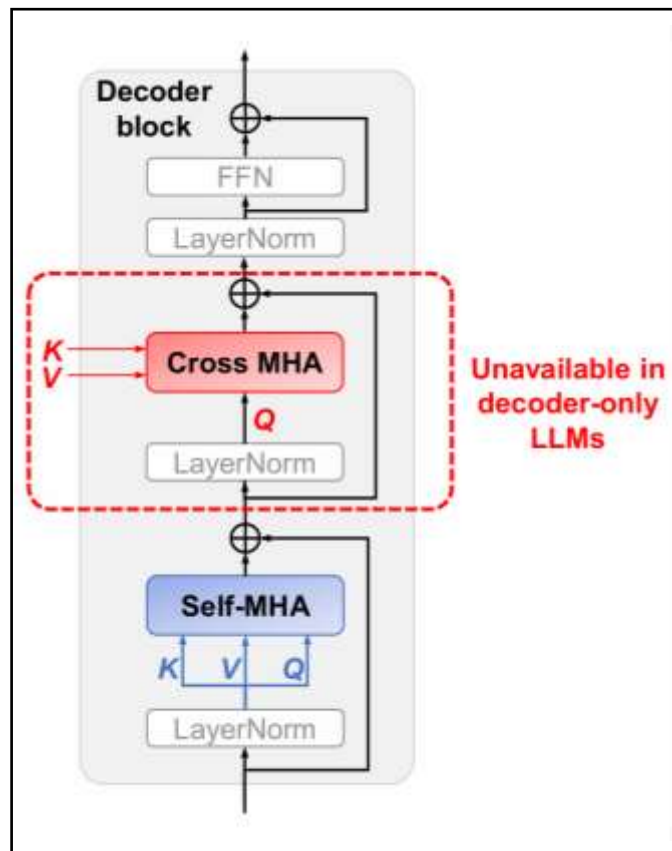 Decoder
block
FFN
LayerNorm
K
V
Cross MHA
Q
LayerNorm
Unavailable in
decoder-only
LLMs
Self-MHA
K V Q
LayerNorm